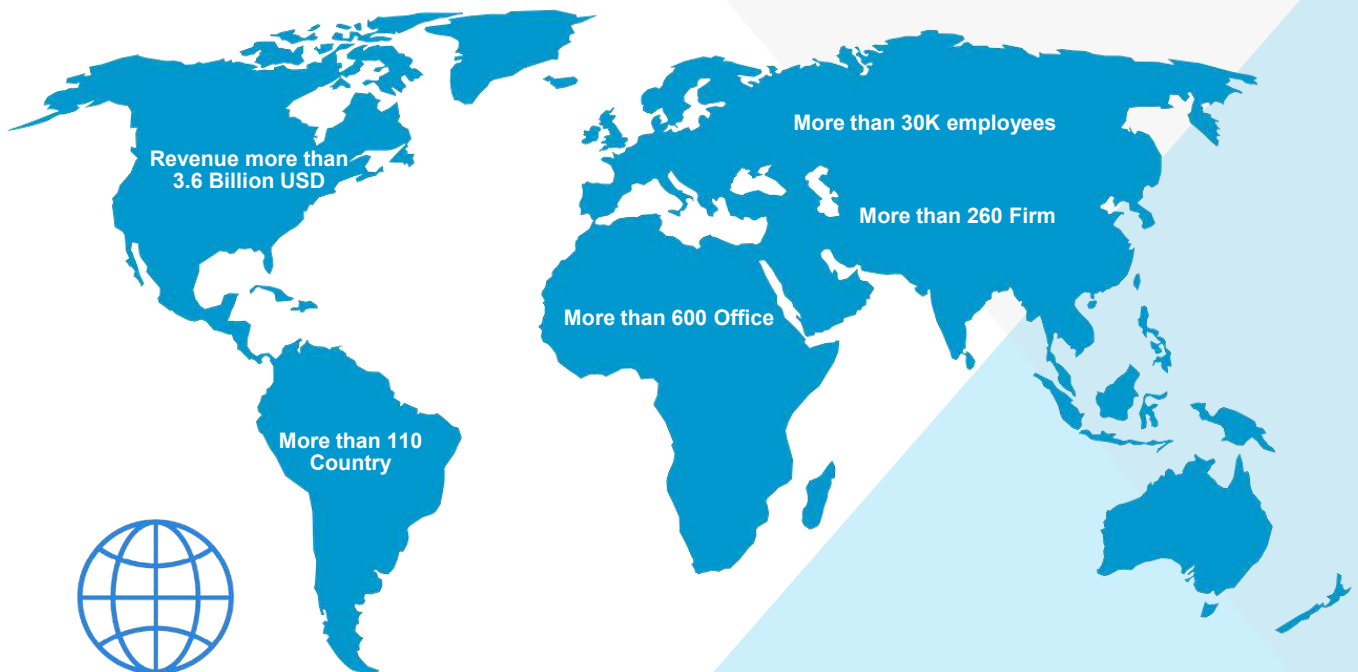 More than 30K employees
Revenue more than
3.6 Billion USD
More than 260 Firm
More than 600 Office
More than 110
Country